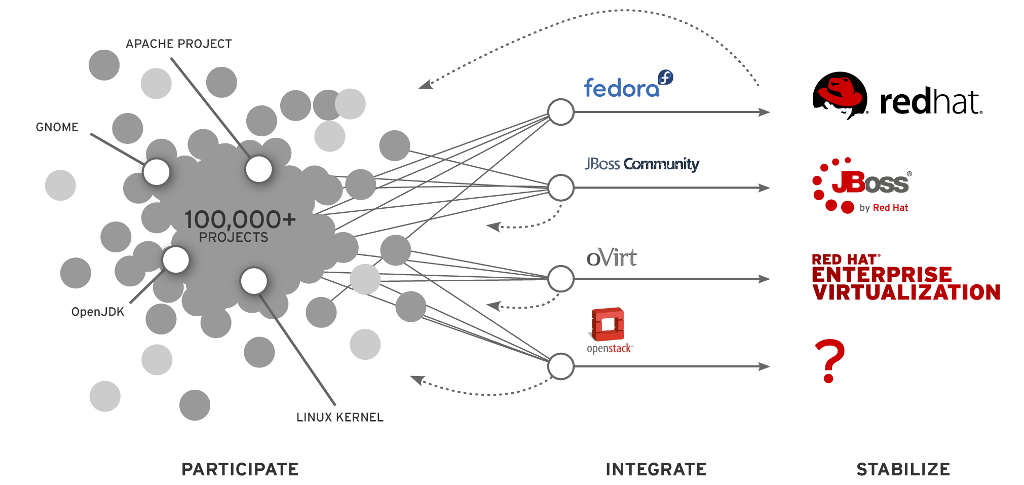 APACHE PROJECT
GNOME
100,000+
PROJECTS
OpenJDK
LINUX KERNEL
fedora
JBoss Community
oVirt
openstack™
redhat.
JBoss®
by Red Hat
RED HAT®
ENTERPRISE
VIRTUALIZATION
?
PARTICIPATE
INTEGRATE
STABILIZE